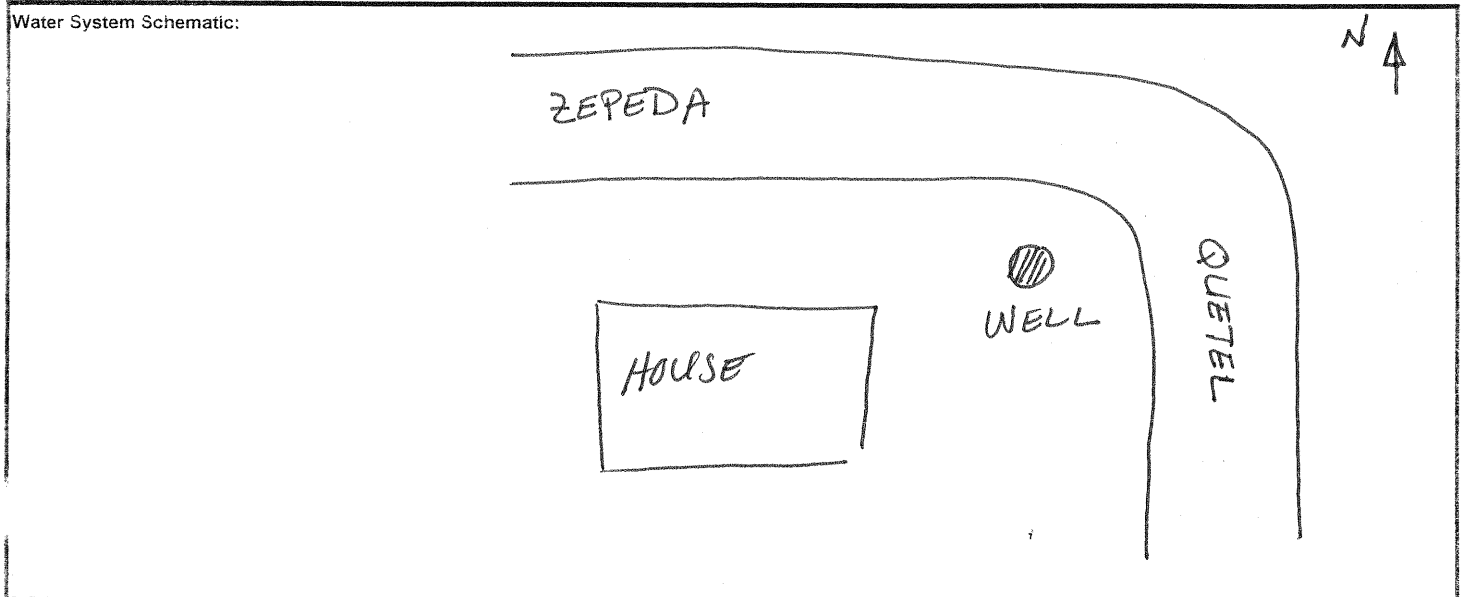 Water System Schematic:
N
ZEPEDA
QUETEL
WELL
HOUSE